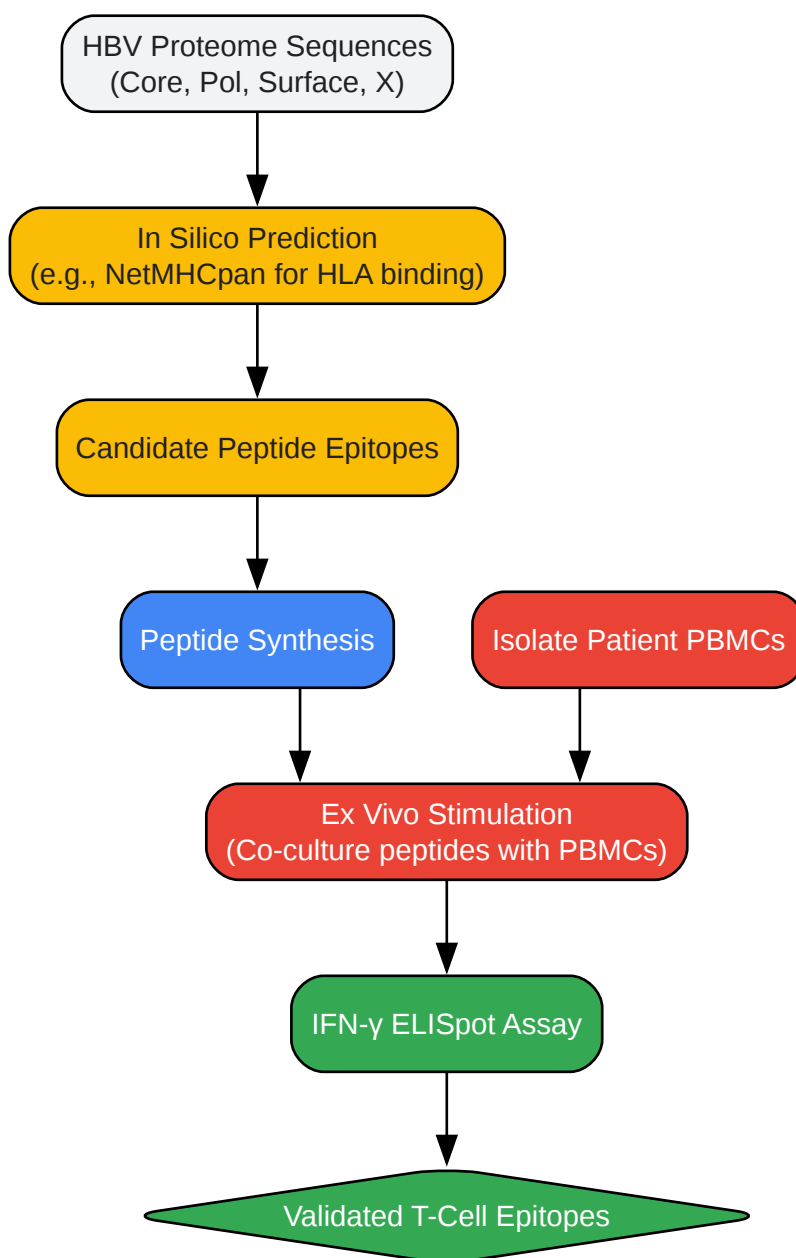 HBV Proteome Sequences
(Core, Pol, Surface, X)
In Silico Prediction
(e.g., NetMHCpan for HLA binding)
Candidate Peptide Epitopes
Peptide Synthesis
Isolate Patient PBMCs
Ex Vivo Stimulation
(Co-culture peptides with PBMCs)
IFN-γ ELISpot Assay
Validated T-Cell Epitopes